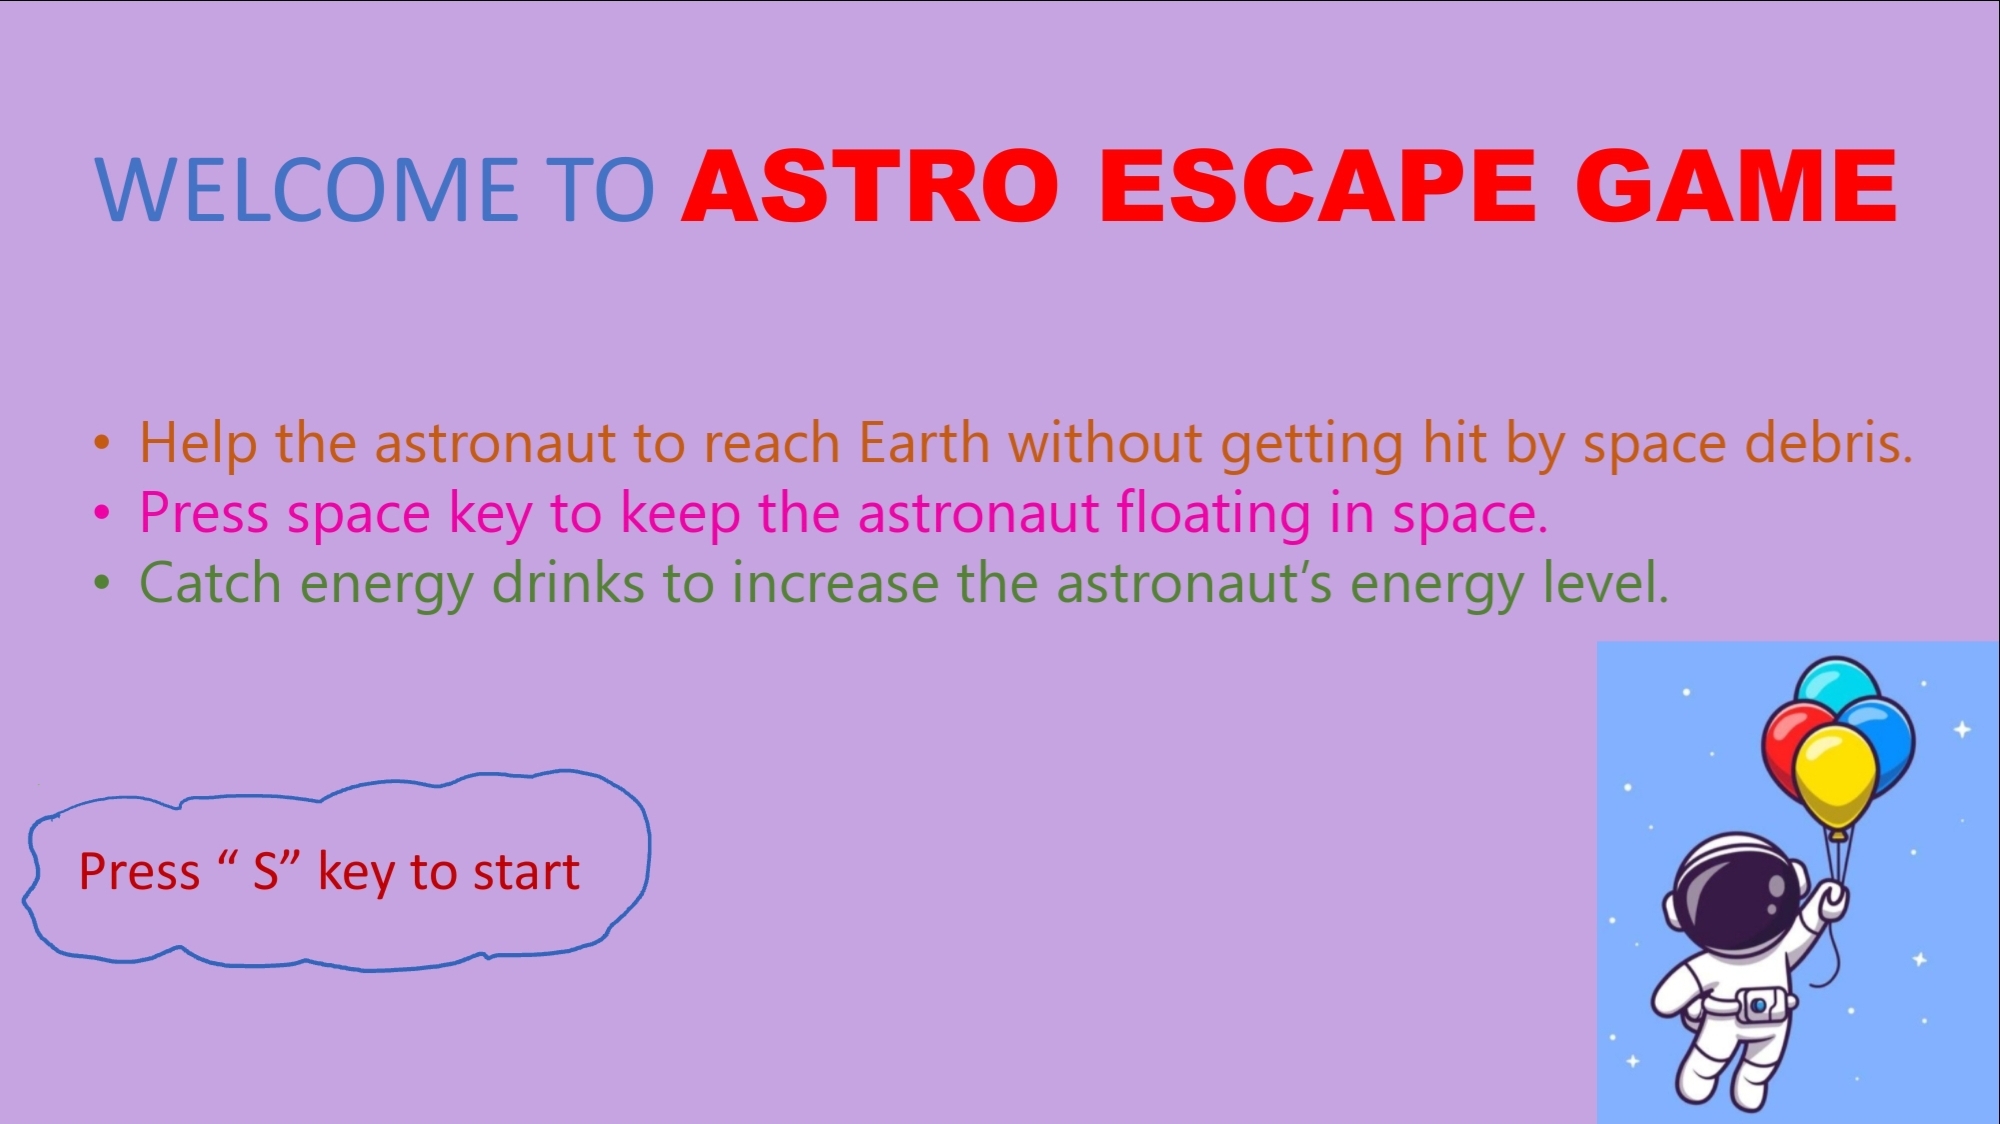 WELCOME TO ASTRO ESCAPE GAME
• Help the astronaut to reach Earth without getting hit by space debris.
• Press space key to keep the astronaut floating in space.
• Catch energy drinks to increase the astronaut’s energy level.
Press “ S” key to start